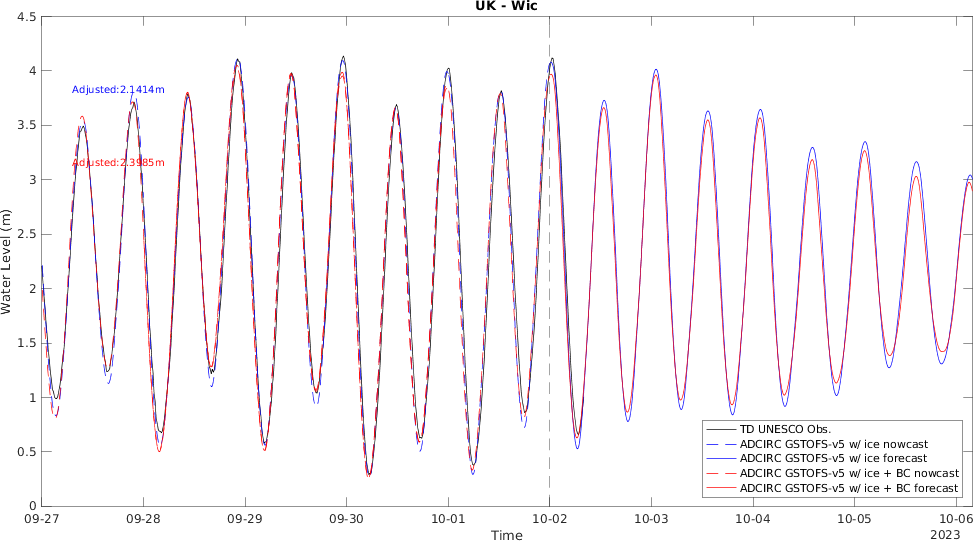 UK - Wic
4.5
4
3.5
3
2.5
2
1.5
1
0.5
0
Water Level (m)
Adjusted:2.1414m
Adjusted:2.3985m
TD UNESCO Obs.
ADCIRC GSTOFS-v5 w/ ice nowcast
ADCIRC GSTOFS-v5 w/ ice forecast
ADCIRC GSTOFS-v5 w/ ice + BC nowcast
ADCIRC GSTOFS-v5 w/ ice + BC forecast
09-27 09-28 09-29 09-30 10-01 10-02 10-03 10-04 10-05 10-06
Time
2023